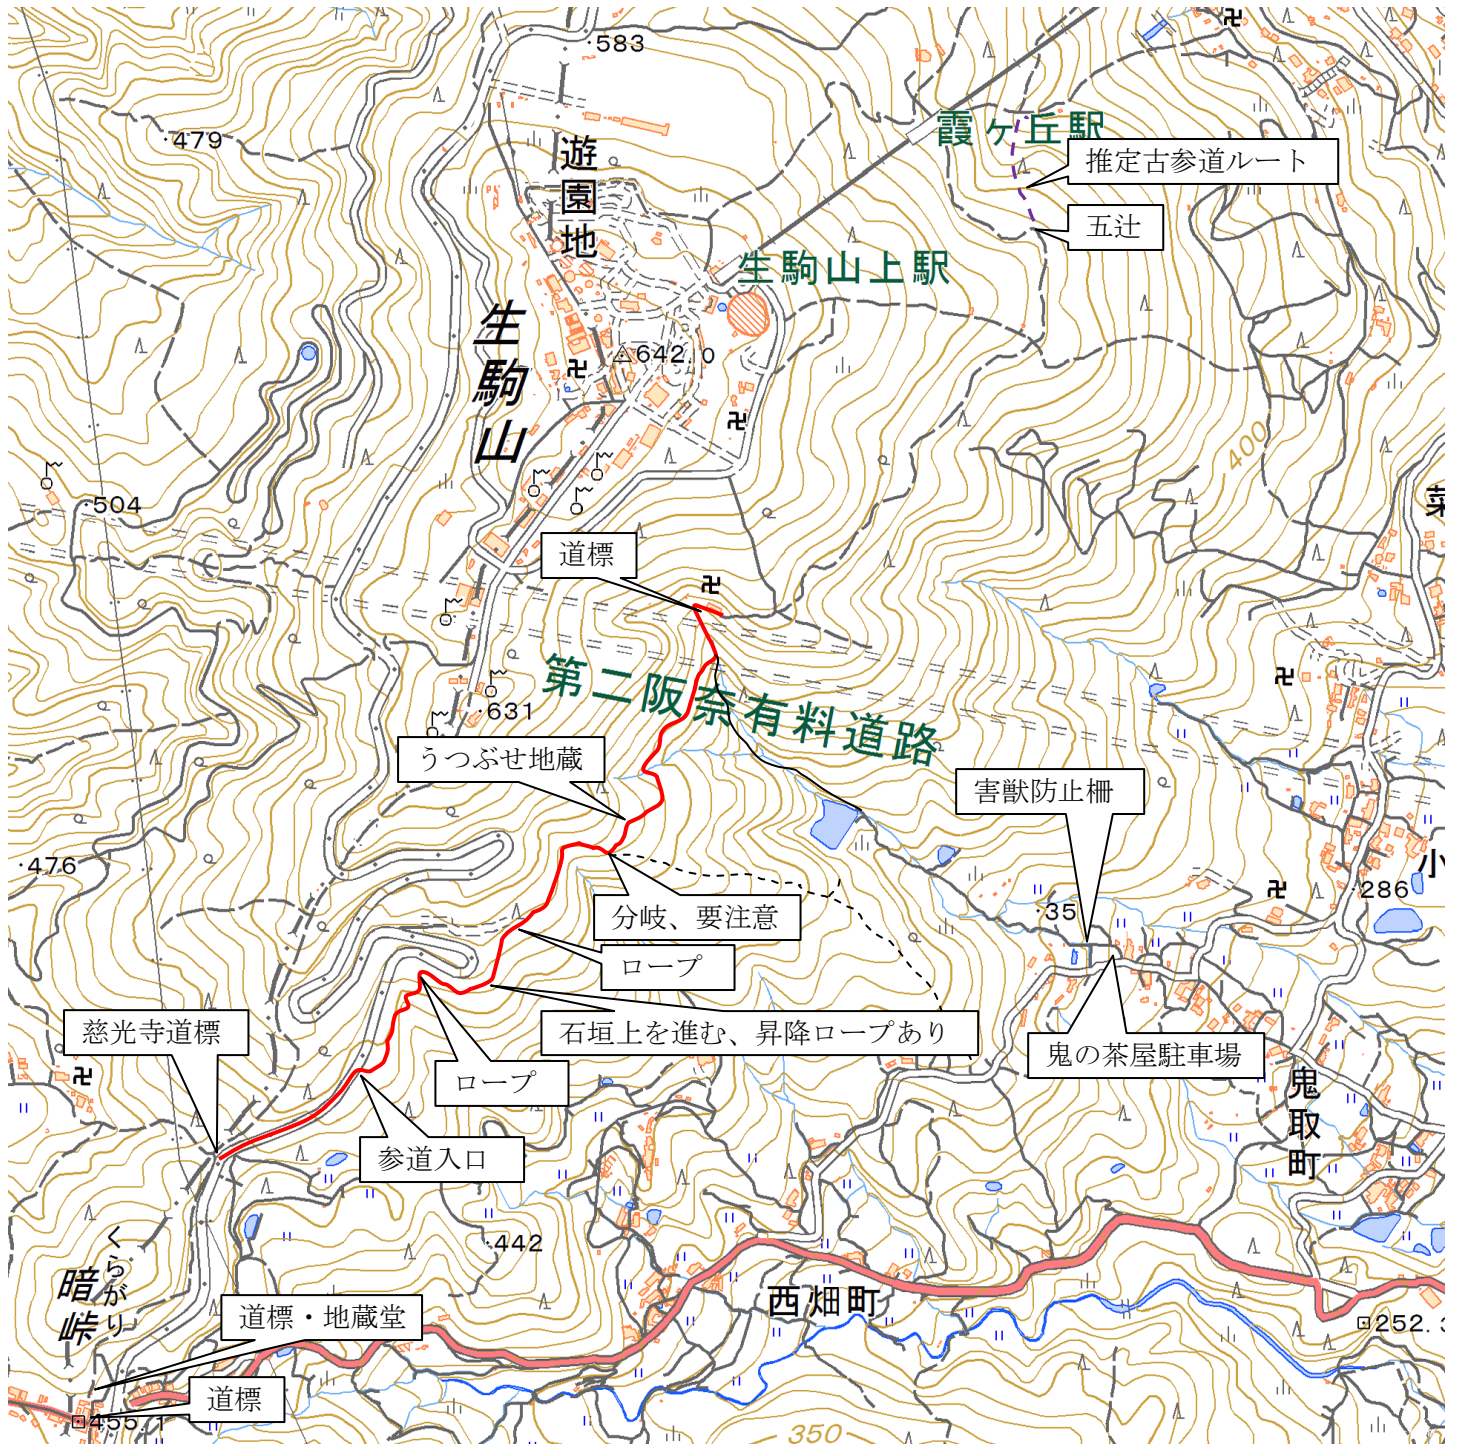 583
霞ヶ丘駅
479
遊園地
推定古参道ルート
五辻
生駒山上駅
生駒山
642.0
400
504
菜
道標
第二阪奈有料道路
631
うつぶせ地蔵
害獣防止柵
476
小
286
35
分岐、要注意
ロープ
慈光寺道標
石垣上を進む、昇降ロープあり
鬼の茶屋駐車場
ロープ
鬼取町
参道入口
442
くらがり
暗峠
西畑町
道標・地蔵堂
252.3
道標
455.1
350